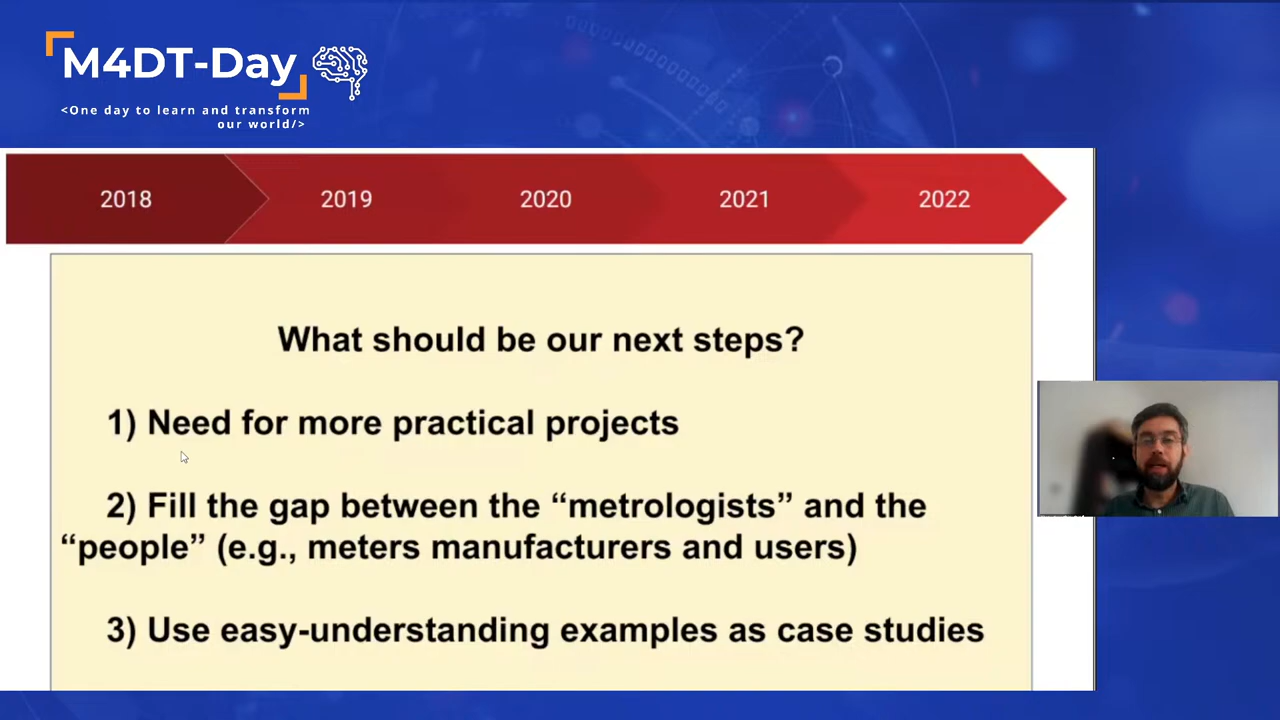 M4DT-Day
<One day to learn and transform
our world/>
2018 2019 2020 2021 2022
What should be our next steps?
1) Need for more practical projects
2) Fill the gap between the “metrologists” and the
“people” (e.g., meters manufacturers and users)
3) Use easy-understanding examples as case studies